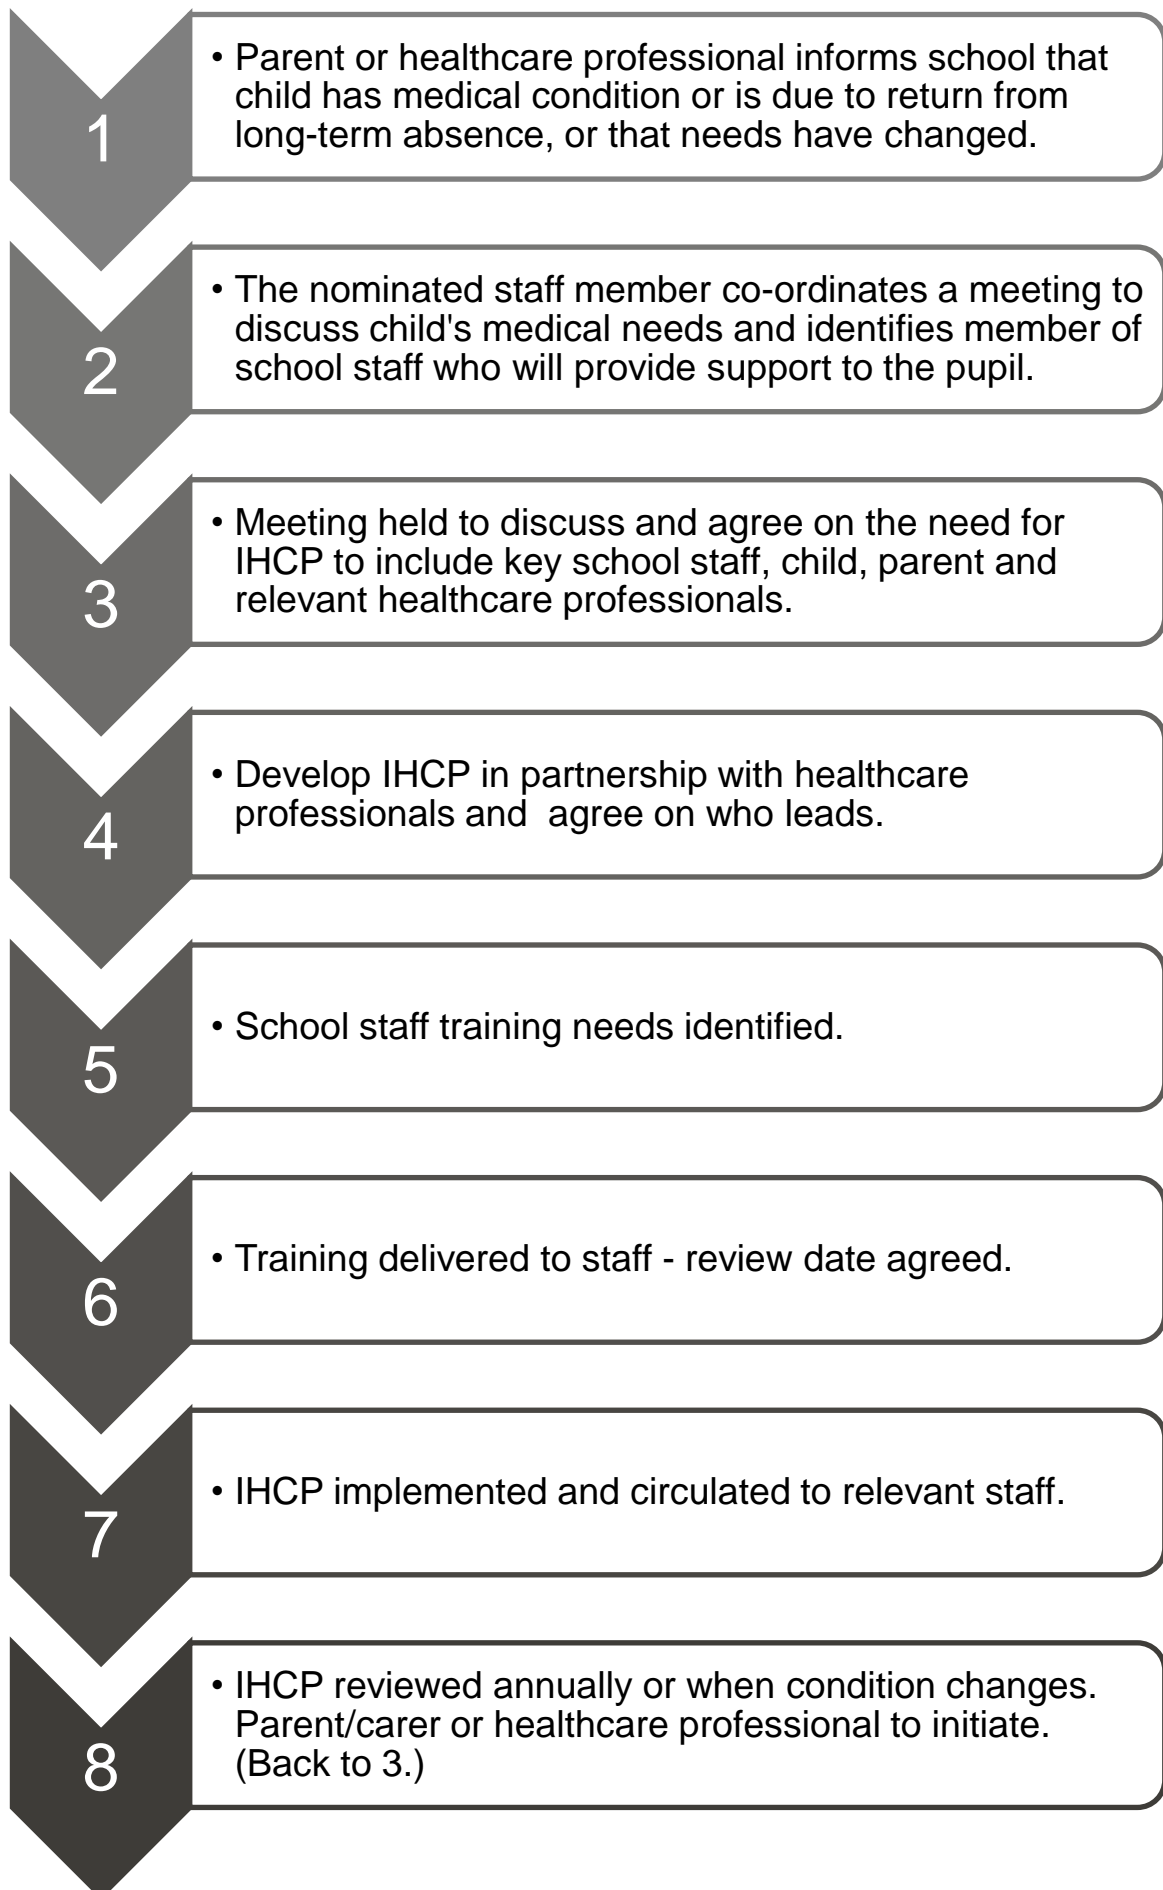 1
• Parent or healthcare professional informs school that
child has medical condition or is due to return from
long-term absence, or that needs have changed.
2
• The nominated staff member co-ordinates a meeting to
discuss child's medical needs and identifies member of
school staff who will provide support to the pupil.
3
• Meeting held to discuss and agree on the need for
IHCP to include key school staff, child, parent and
relevant healthcare professionals.
4
• Develop IHCP in partnership with healthcare
professionals and  agree on who leads.
5
• School staff training needs identified.
6
• Training delivered to staff - review date agreed.
7
• IHCP implemented and circulated to relevant staff.
8
• IHCP reviewed annually or when condition changes.
Parent/carer or healthcare professional to initiate.
(Back to 3.)